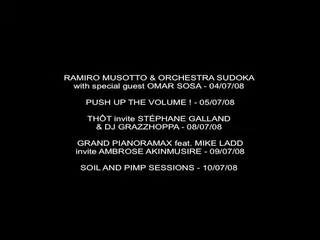 RAMIRO MUSOTTO & ORCHESTRA SUDOKA
with special guest OMAR SOSA - 04/07/08
PUSH UP THE VOLUME ! - 05/07/08
THÔT invite STÉPHANE GALLAND
& DJ GRAZZHOPPA - 08/07/08
GRAND PIANORAMAX feat. MIKE LADD
invite AMBROSE AKINMUSIRE - 09/07/08
SOIL AND PIMP SESSIONS - 10/07/08